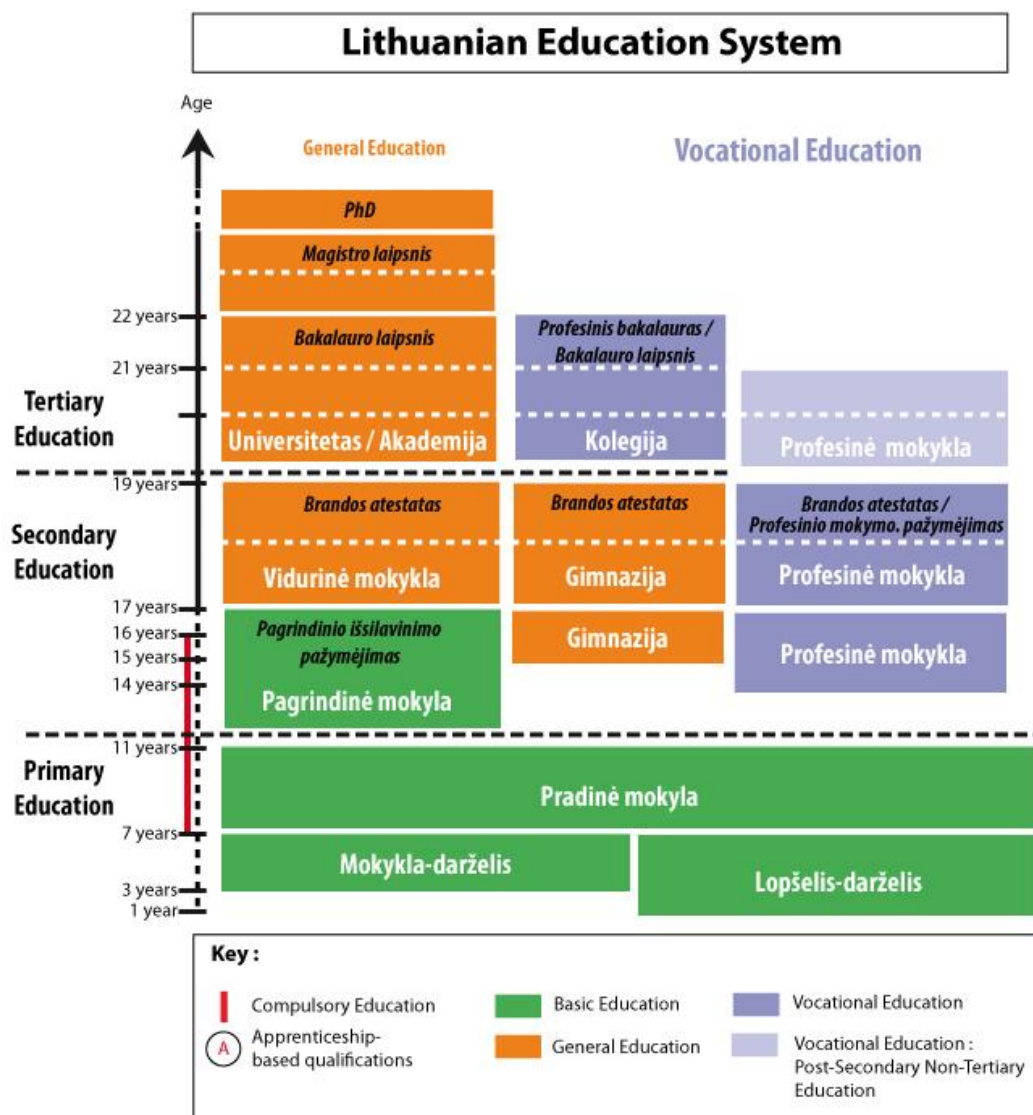 Lithuanian Education System
Age
General Education
Vocational Education
PhD
Magistro laipsnis
22 years
Bakalauro laipsnis
Profesinis bakalauras /
Bakalauro laipsnis
21 years
Tertiary
Education
Universitetas / Akademija
Kolegija
Profesinė mokykla
19 years
Secondary
Education
Brandos atestatas
Brandos atestatas
Brandos atestatas /
Profesinio mokymo. pažymėjimas
Vidurinė mokykla
Gimnazija
Profesinė mokykla
17 years
16 years
15 years
14 years
Pagrindinio išsilavinimo
pažymėjimas
Pagrindinė mokyla
Gimnazija
Profesinė mokykla
11 years
Primary
Education
Pradinė mokyla
7 years
Mokykla-darželis
Lopšelis-darželis
3 years
1 year
Key :
Compulsory Education
A
Apprenticeship-
based qualifications
Basic Education
General Education
Vocational Education
Vocational Education :
Post-Secondary Non-Tertiary
Education